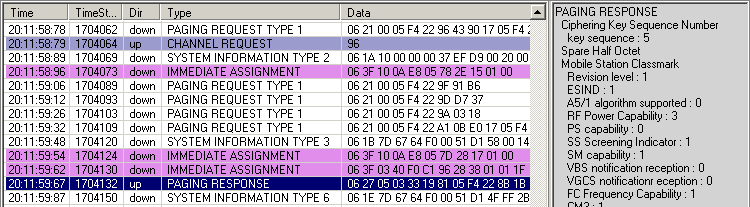 Time TimeSt... Dir Type Data
20:11:58:78 1704062 down PAGING REQUEST TYPE 1 06 21 00 05 F4 22 96 43 90 17 05 F4 2
20:11:58:79 1704064 up CHANNEL REQUEST 96
20:11:58:89 1704069 down SYSTEM INFORMATION TYPE 2 06 1A 10 00 00 00 37 EF D9 00 20 00
20:11:58:96 1704073 down IMMEDIATE ASSIGNMENT 06 3F 10 0A E8 05 78 2E 15 01 00
20:11:59:06 1704089 down PAGING REQUEST TYPE 1 06 21 00 05 F4 22 9F 91 B6
20:11:59:12 1704093 down PAGING REQUEST TYPE 1 06 21 00 05 F4 22 9D D7 37
20:11:59:26 1704103 down PAGING REQUEST TYPE 1 06 21 00 05 F4 22 9A 03 18
20:11:59:32 1704109 down PAGING REQUEST TYPE 1 06 21 00 05 F4 22 A1 0B E0 17 05 F4
20:11:59:48 1704120 down SYSTEM INFORMATION TYPE 3 06 1B 7D 67 64 F0 00 51 D1 58 00 14
20:11:59:54 1704124 down IMMEDIATE ASSIGNMENT 06 3F 10 0A E8 05 7D 28 17 01 00
20:11:59:62 1704130 down IMMEDIATE ASSIGNMENT 06 3F 03 40 F0 C1 96 28 38 01 01 1F
20:11:59:67 1704132 up PAGING RESPONSE 06 27 05 03 33 19 81 05 F4 22 8B 1B
20:11:59:87 1704150 down SYSTEM INFORMATION TYPE 6 06 1E 7D 67 64 F0 00 51 D1 4F FF 2B
PAGING RESPONSE
Ciphering Key Sequence Number
key sequence : 5
Spare Half Octet
Mobile Station Classmark
Revision level : 1
ESIND : 1
A5/1 algorithm supported : 0
RF Power Capability : 3
PS capability : 0
SS Screening Indicator : 1
SM capability : 1
VBS notification reception : 0
VGCS notificationr eception : 0
FC Frequency Capability : 1
CM3 : 1